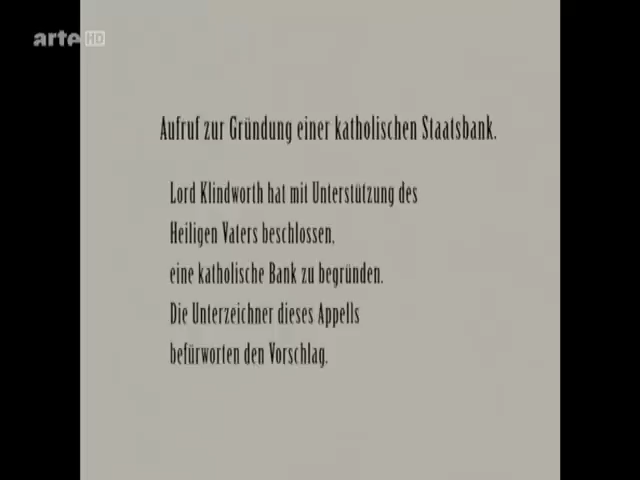 arte HD
Aufruf zur Gründung einer katholischen Staatsbank.
Lord Klindworth hat mit Unterstützung des
Heiligen Vaters beschlossen,
eine katholische Bank zu begründen.
Die Unterzeichner dieses Appells
befürworten den Vorschlag.